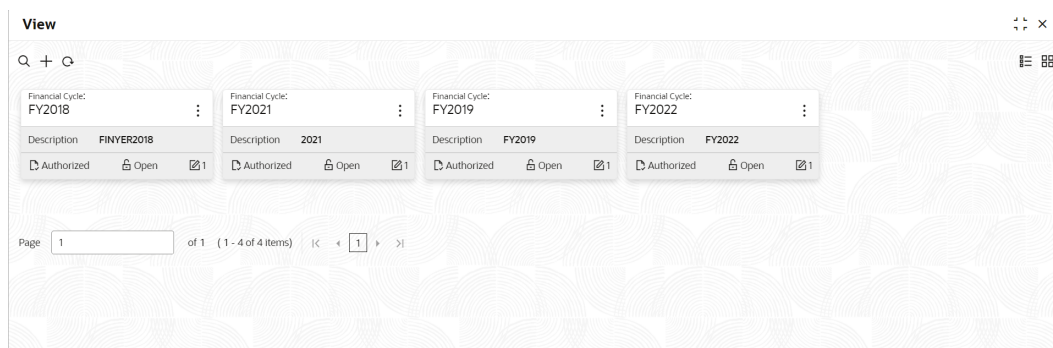 View
Financial Cycle:
FY2018
Description FINYER2018
Authorized Open 1
Financial Cycle:
FY2021
Description 2021
Authorized Open 1
Financial Cycle:
FY2019
Description FY2019
Authorized Open 1
Financial Cycle:
FY2022
Description FY2022
Authorized Open 1
Page 1 of 1 ( 1 - 4 of 4 items) 1